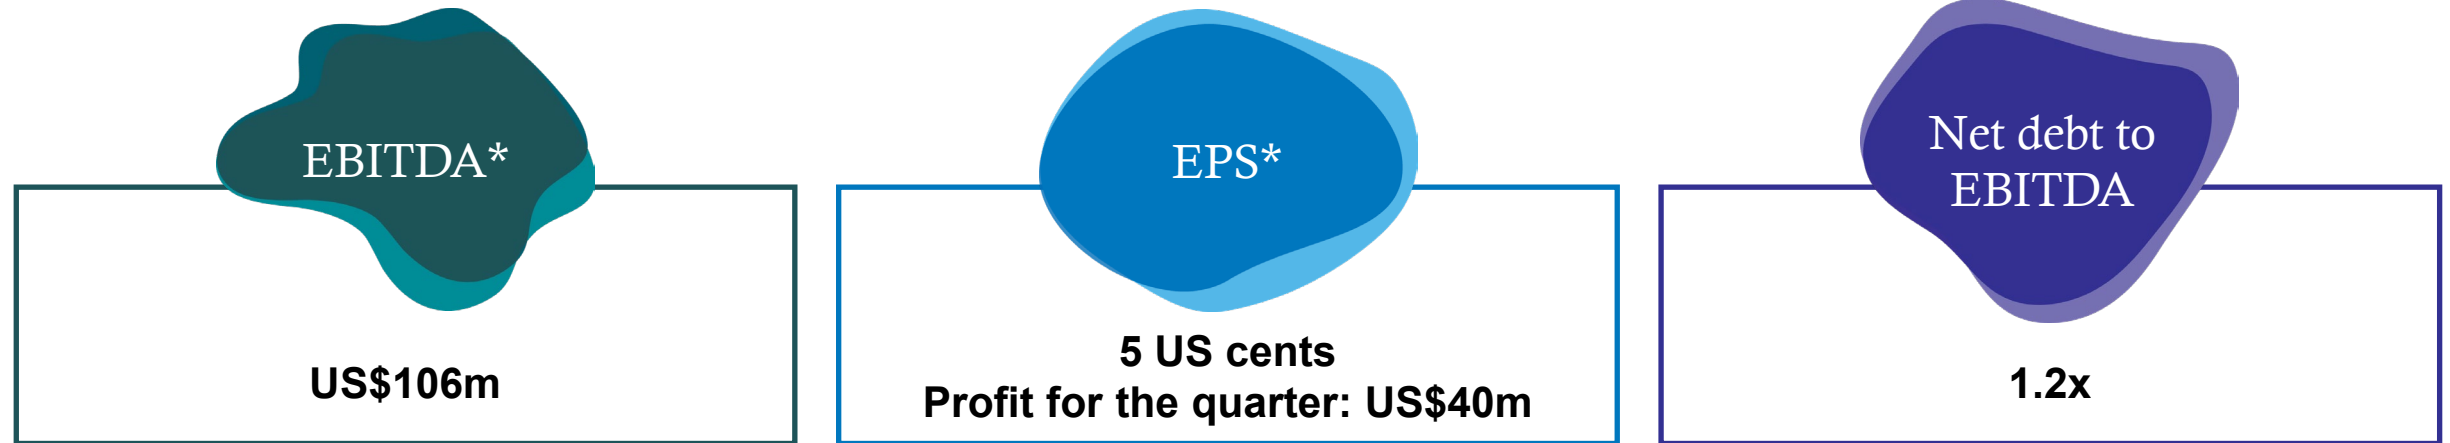 EBITDA*
US$106m
EPS*
5 US cents
Profit for the quarter: US$40m
Net debt to
EBITDA
1.2x